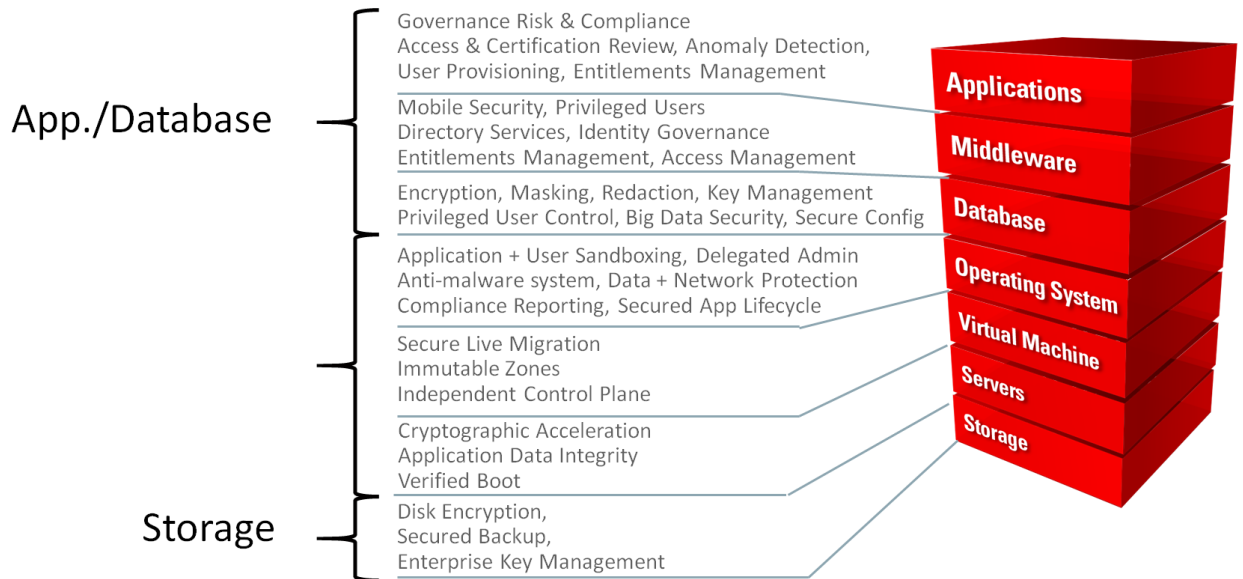 App./Database
Governance Risk & Compliance
Access & Certification Review, Anomaly Detection,
User Provisioning, Entitlements Management
Mobile Security, Privileged Users
Directory Services, Identity Governance
Entitlements Management, Access Management
Encryption, Masking, Redaction, Key Management
Privileged User Control, Big Data Security, Secure Config
Application + User Sandboxing, Delegated Admin
Anti-malware system, Data + Network Protection
Compliance Reporting, Secured App Lifecycle
Secure Live Migration
Immutable Zones
Independent Control Plane
Cryptographic Acceleration
Application Data Integrity
Verified Boot
Storage
Disk Encryption,
Secured Backup,
Enterprise Key Management
Applications
Middleware
Database
Operating System
Virtual Machine
Servers
Storage